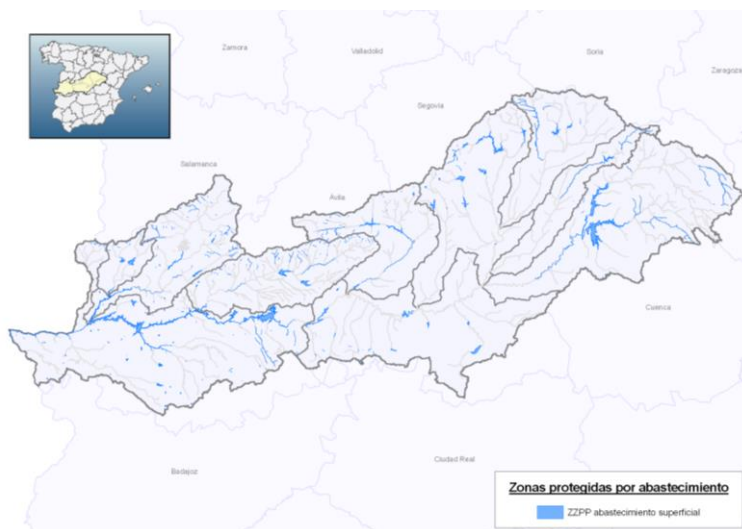 Zamora
Valladolid
Soria
Zaragoza
Segovia
Salamanca
Ávila
Cuenca
Ciudad Real
Badajoz
Zonas protegidas por abastecimiento
ZZPP abastecimiento superficial